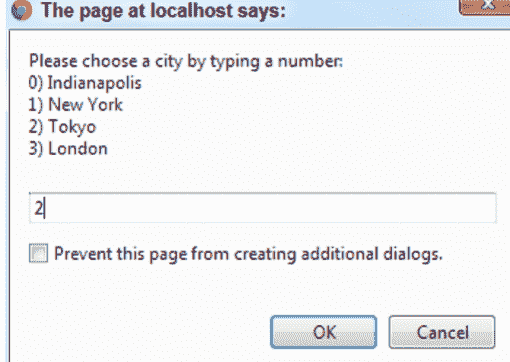 The page at localhost says:
Please choose a city by typing a number:
0) Indianapolis
1) New York
2) Tokyo
3) London
2
Prevent this page from creating additional dialogs.
OK Cancel